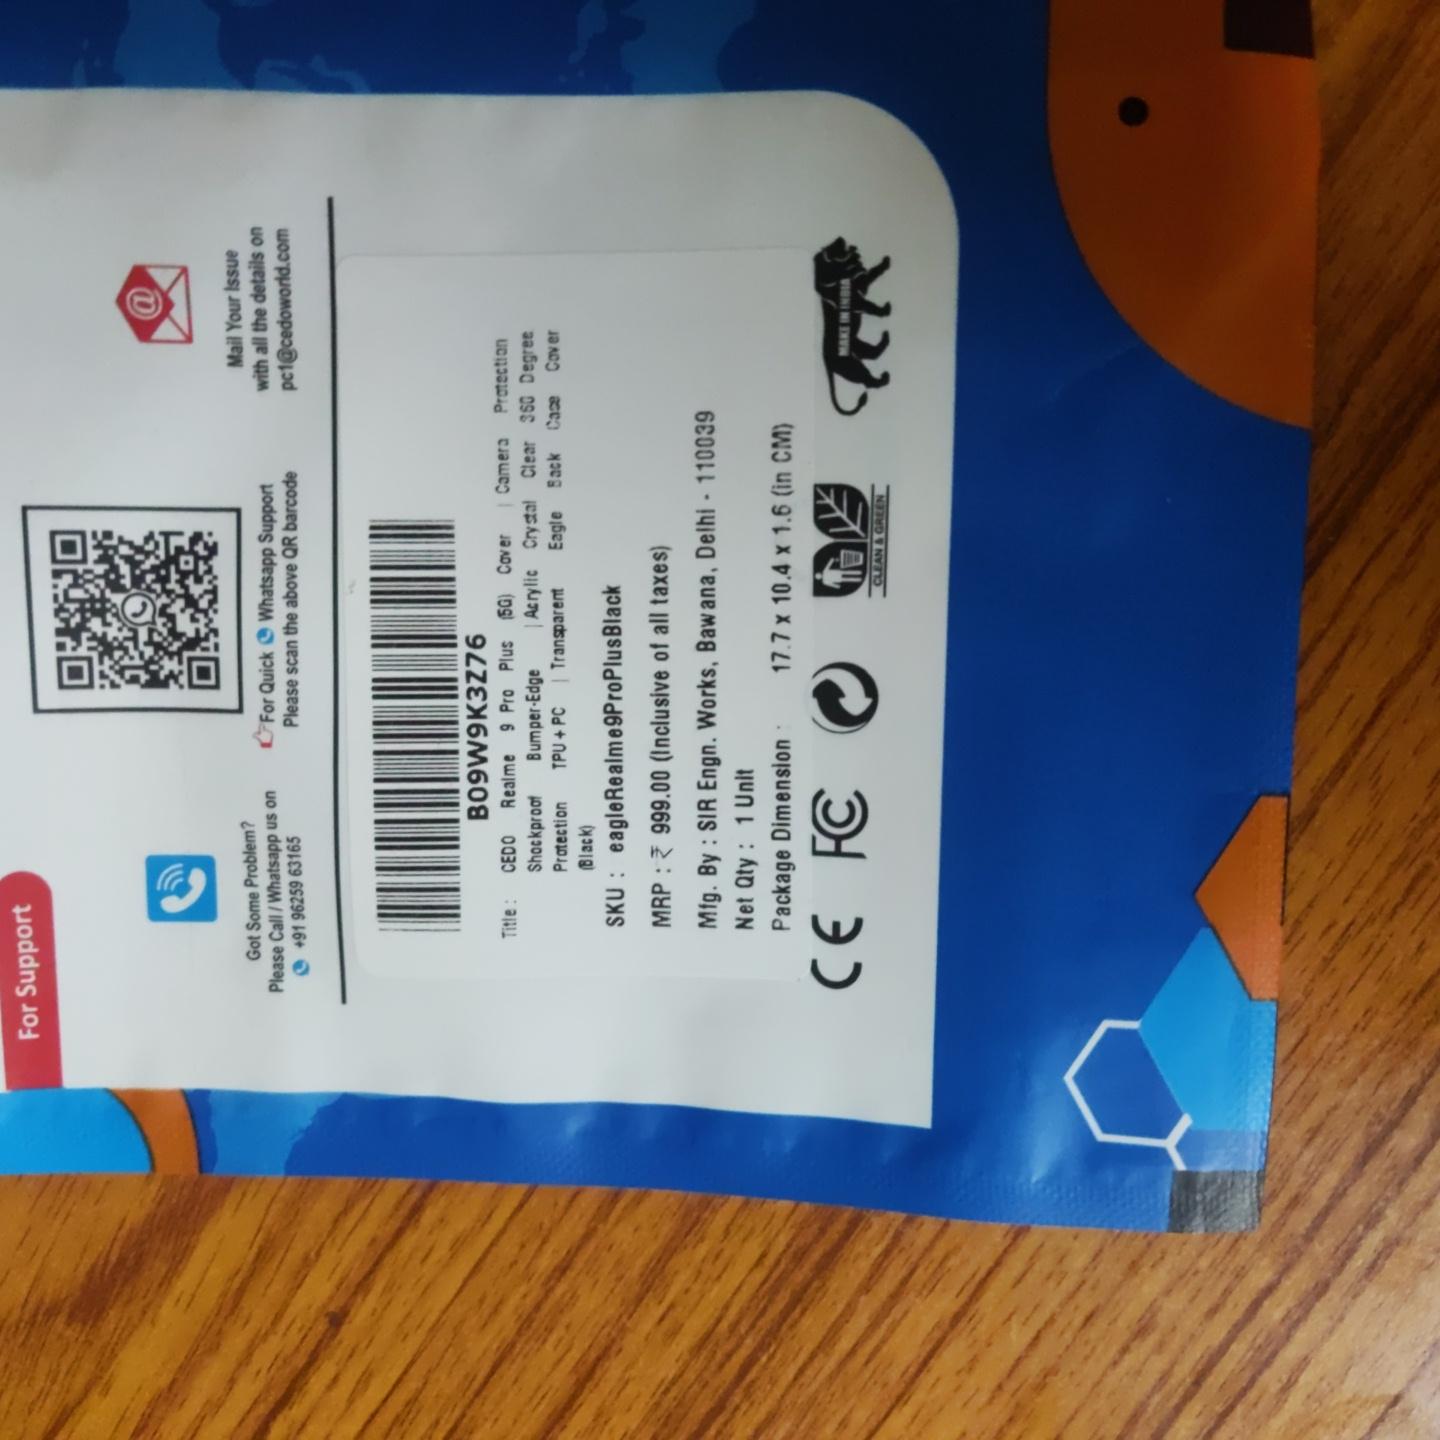 For Support
Got Some Problem?
Please Call / Whatsapp us on
+91 96259 63165
For Quick Whatsapp Support
Please scan the above QR barcode
@
Mail Your Issue
with all the details on
pc1@cedoworld.com
B09W9K3Z76
Title : CEDO Realme 9 Pro Plus (5G) Cover | Camera Protection
Shockproof Bumper-Edge | Acrylic Crystal Clear 360 Degree
Protection TPU+PC | Transparent Eagle Back Case Cover
(Black)
SKU : eagleRealme9ProPlusBlack
MRP : ₹ 999.00 (Inclusive of all taxes)
Mfg. By : SIR Engn. Works, Bawana, Delhi - 110039
Net Qty : 1 Unit
Package Dimension : 17.7 x 10.4 x 1.6 (in CM)
CE FC CLEAN & GREEN MAKE IN INDIA